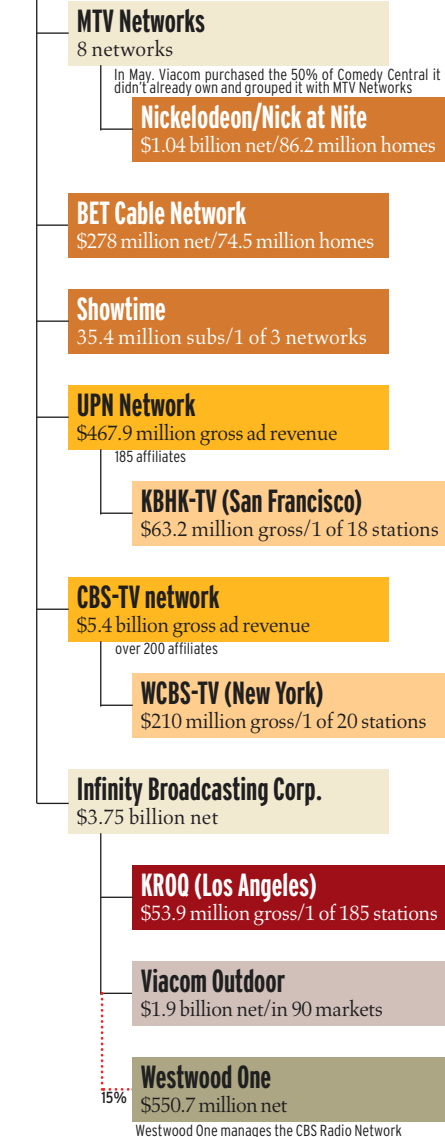 MTV Networks
8 networks
In May. Viacom purchased the 50% of Comedy Central it
didn't already own and grouped it with MTV Networks
Nickelodeon/Nick at Nite
$1.04 billion net/86.2 million homes
BET Cable Network
$278 million net/74.5 million homes
Showtime
35.4 million subs/1 of 3 networks
UPN Network
$467.9 million gross ad revenue
185 affiliates
KBHK-TV (San Francisco)
$63.2 million gross/1 of 18 stations
CBS-TV network
$5.4 billion gross ad revenue
over 200 affiliates
WCBS-TV (New York)
$210 million gross/1 of 20 stations
Infinity Broadcasting Corp.
$3.75 billion net
KROQ (Los Angeles)
$53.9 million gross/1 of 185 stations
Viacom Outdoor
$1.9 billion net/in 90 markets
Westwood One
15%
$550.7 million net
Westwood One manages the CBS Radio Network